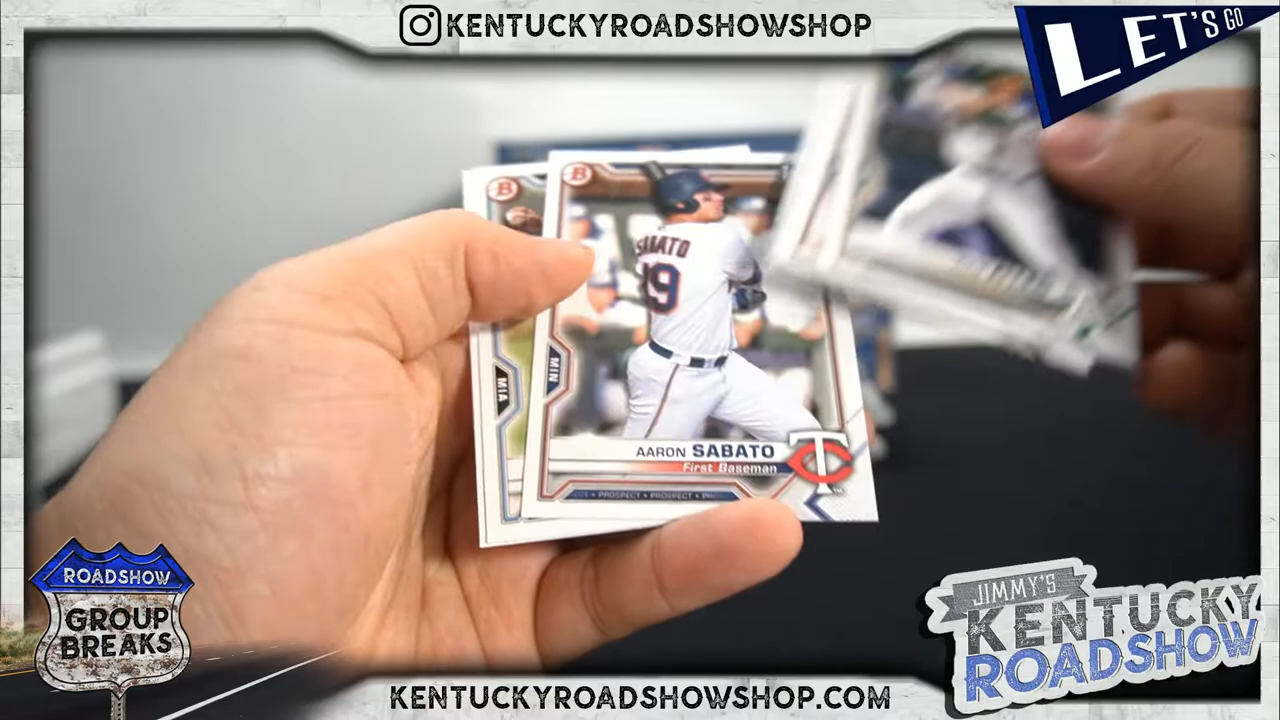 KENTUCKYROADSHOWSHOP
LET'S GO
B
B
SABATO
19
MIA
MIN
AARON SABATO
First Baseman
TC
PROSPECT • PROSPECT
ROADSHOW
GROUP
BREAKS
JIMMY'S
KENTUCKY
ROADSHOW
KENTUCKYROADSHOWSHOP.COM